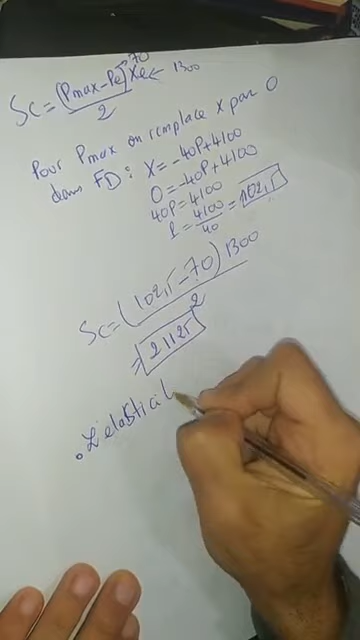 70
Sc = (Pmax - Pe) Xe ← 1300
2
Pour Pmax on remplace X par 0
dans FD : X = -40P + 4100
0 = -40P + 4100
40P = 4100
P = 4100/40 = 102,5
Sc = (102,5 - 70) 1300
2
= 21125
. L'elastici